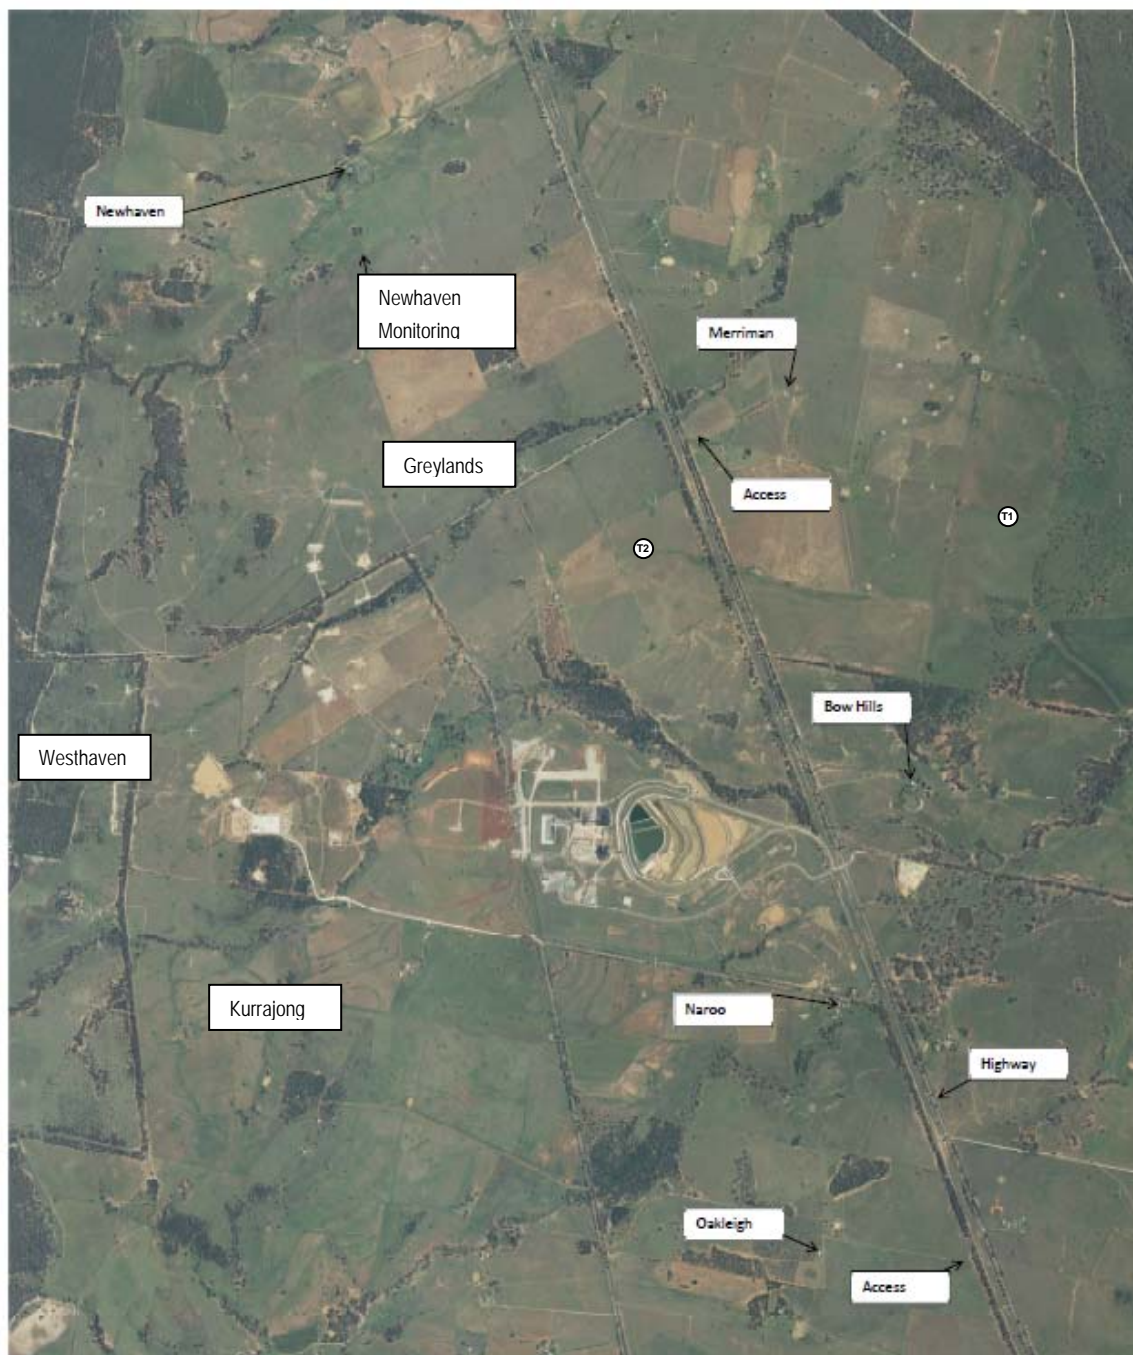 Newhaven
Newhaven
Monitoring
Merriman
Greylands
Access
T1
T2
Bow Hills
Westhaven
Kurrajong
Naroo
Highway
Oakleigh
Access